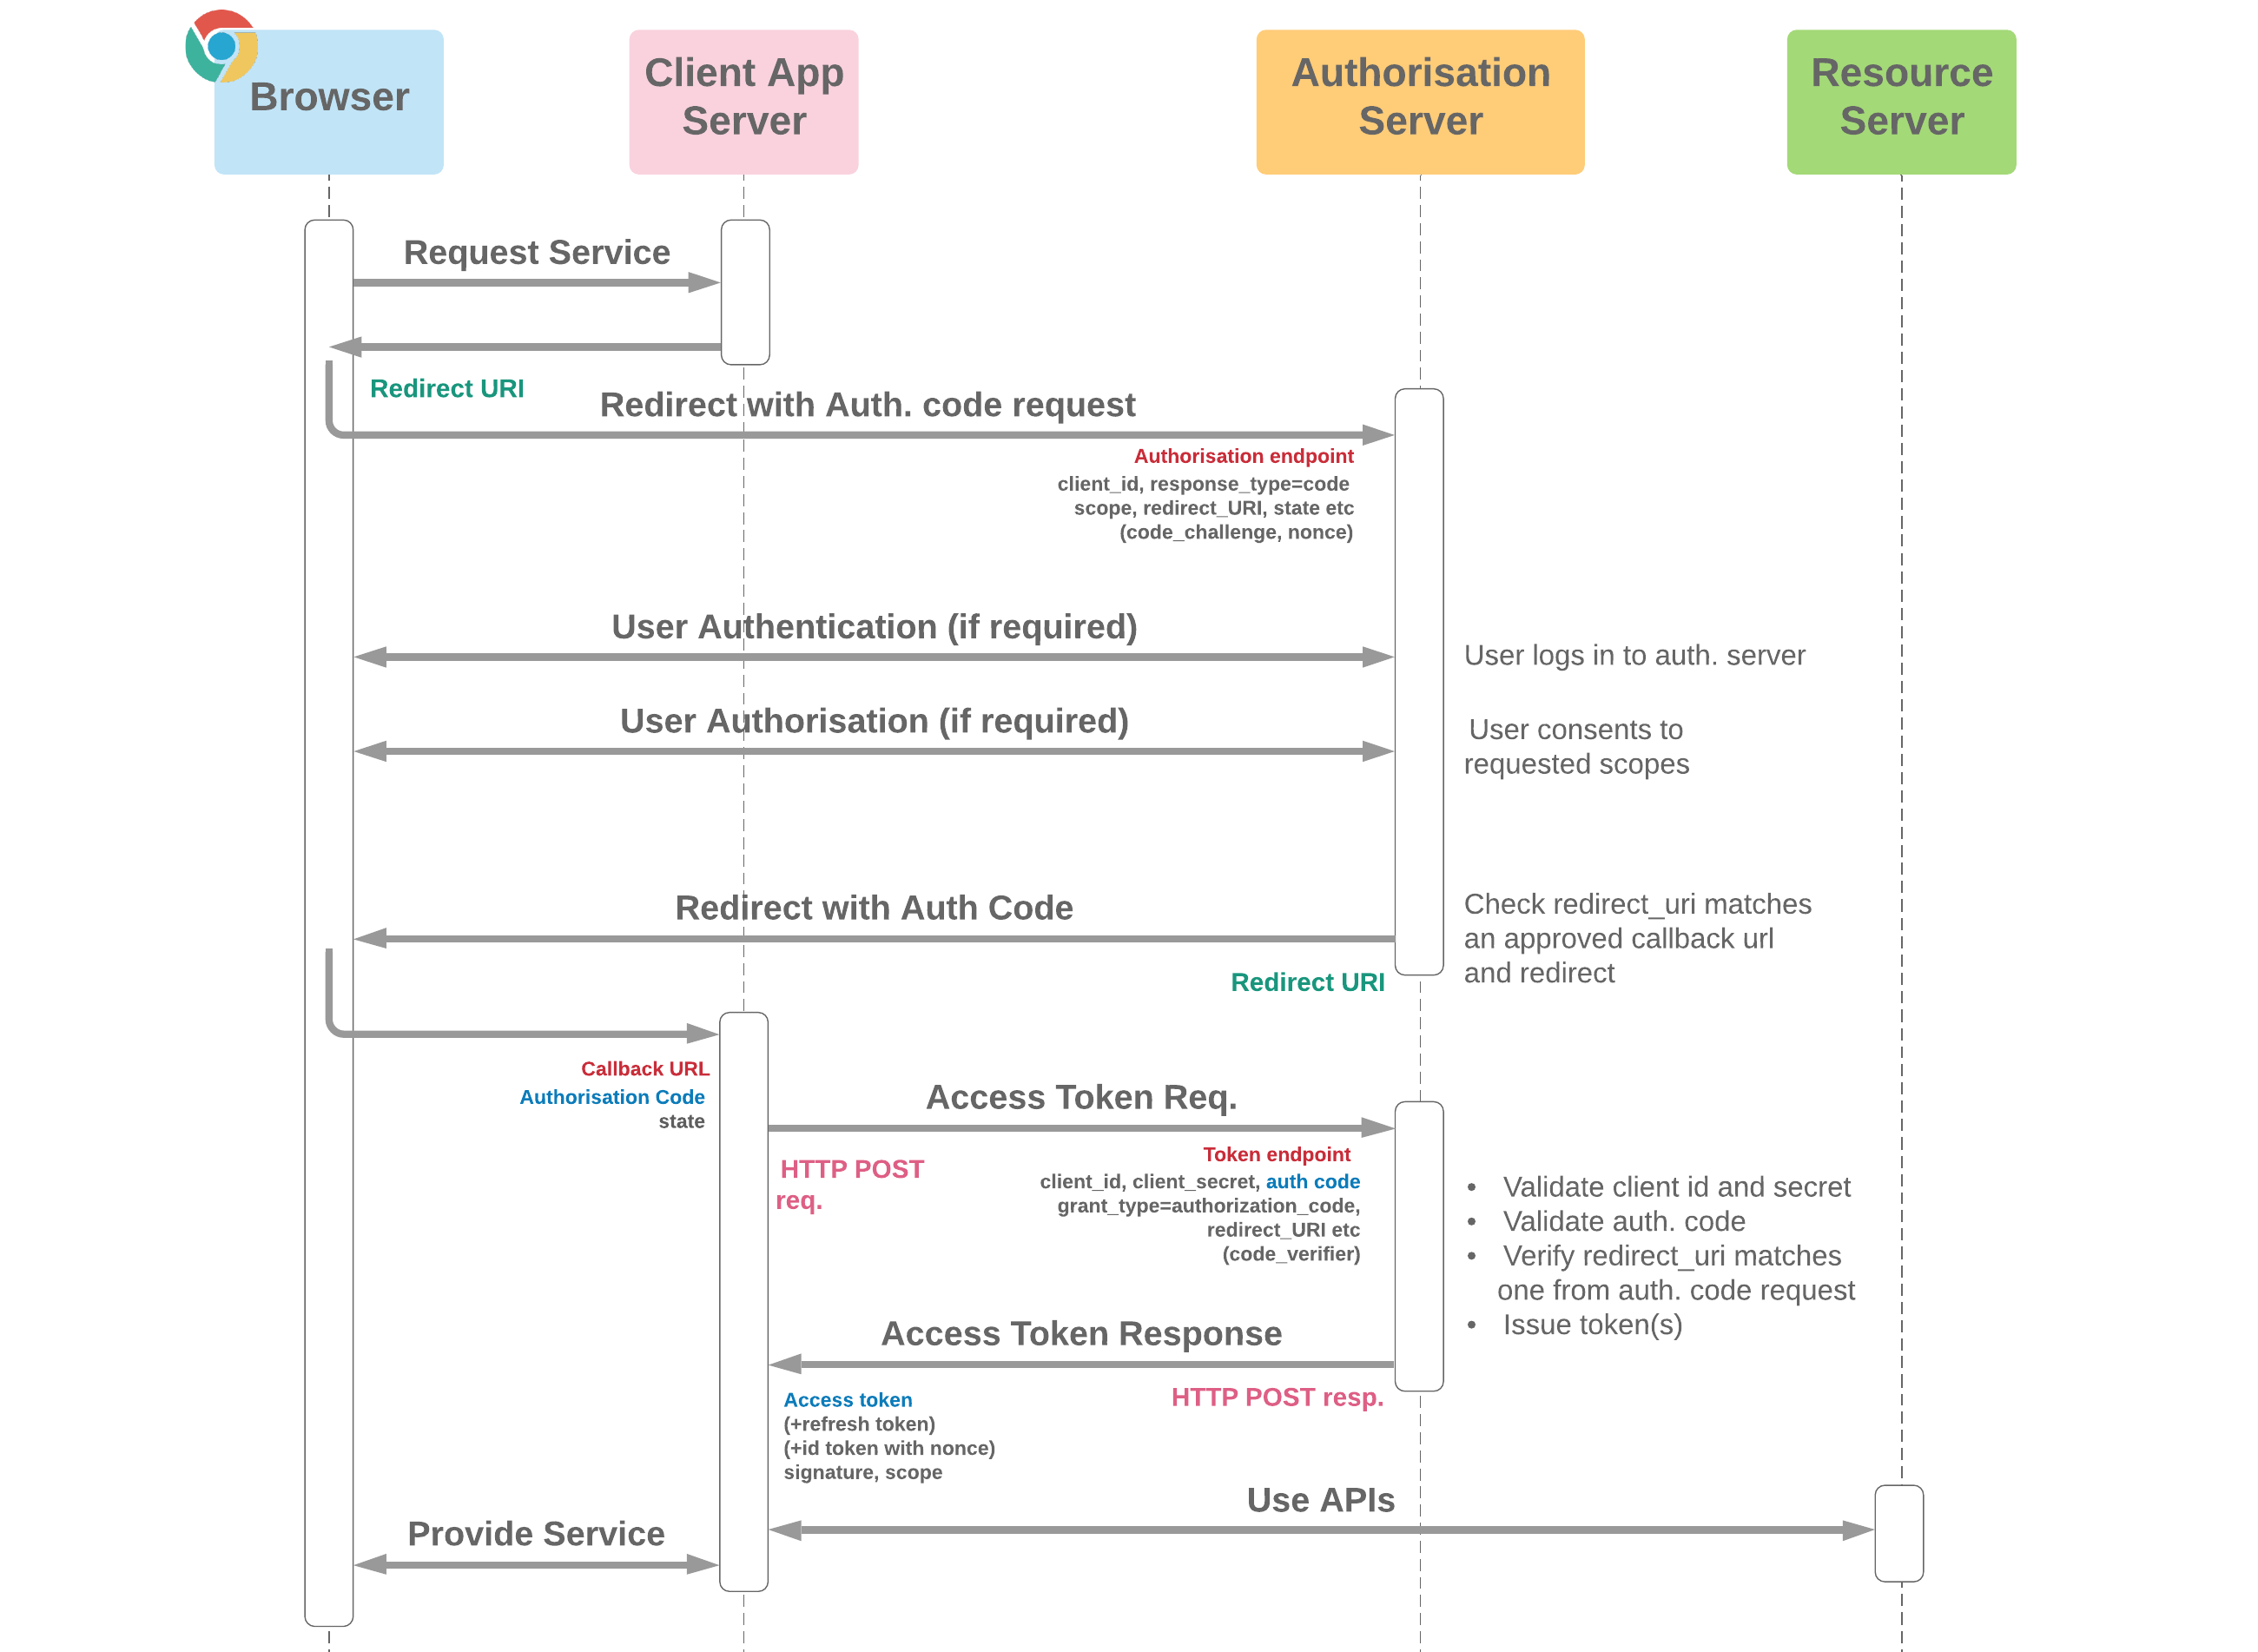 Browser
Client App
Server
Authorisation
Server
Resource
Server
Request Service
Redirect URI
Redirect with Auth. code request
Authorisation endpoint
client_id, response_type=code
scope, redirect_URI, state etc
(code_challenge, nonce)
User Authentication (if required)
User logs in to auth. server
User Authorisation (if required)
User consents to
requested scopes
Redirect with Auth Code
Check redirect_uri matches
an approved callback url
and redirect
Redirect URI
Callback URL
Authorisation Code
state
Access Token Req.
HTTP POST
req.
Token endpoint
client_id, client_secret, auth code
grant_type=authorization_code,
redirect_URI etc
(code_verifier)
• Validate client id and secret
• Validate auth. code
• Verify redirect_uri matches
one from auth. code request
• Issue token(s)
Access Token Response
HTTP POST resp.
Access token
(+refresh token)
(+id token with nonce)
signature, scope
Use APIs
Provide Service